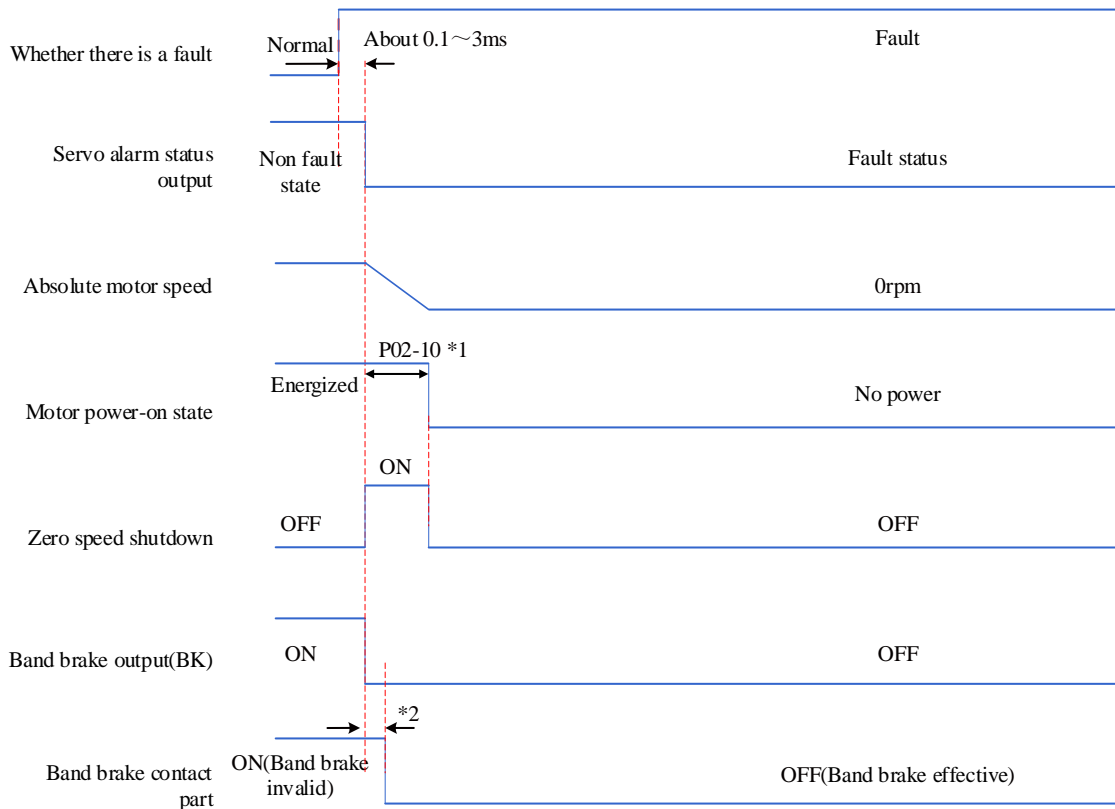 Whether there is a fault
Normal
About 0.1～3ms
Fault
Servo alarm status
output
Non fault
state
Fault status
Absolute motor speed
0rpm
Motor power-on state
Energized
P02-10 *1
No power
Zero speed shutdown
OFF
ON
OFF
Band brake output(BK)
ON
OFF
*2
Band brake contact
part
ON(Band brake
invalid)
OFF(Band brake effective)